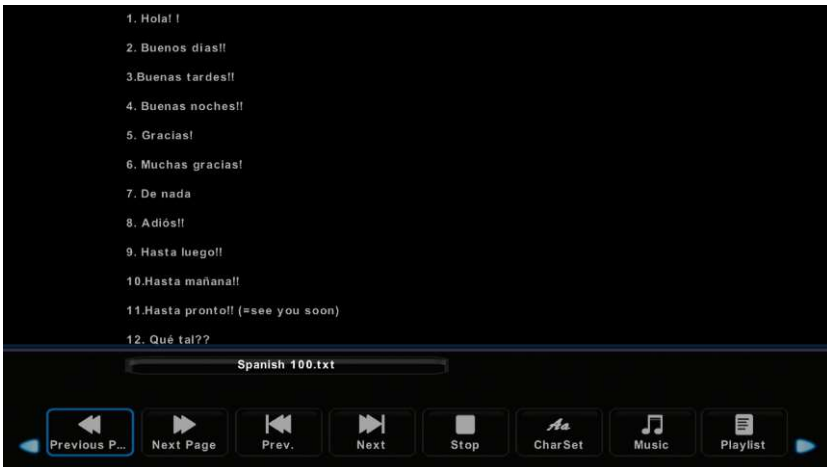 1. Hola! !
2. Buenos días!!
3.Buenas tardes!!
4. Buenas noches!!
5. Gracias!
6. Muchas gracias!
7. De nada
8. Adiós!!
9. Hasta luego!!
10.Hasta mañana!!
11.Hasta pronto!! (=see you soon)
12. Qué tal??
Spanish 100.txt
Previous P... Next Page Prev. Next Stop CharSet Music Playlist